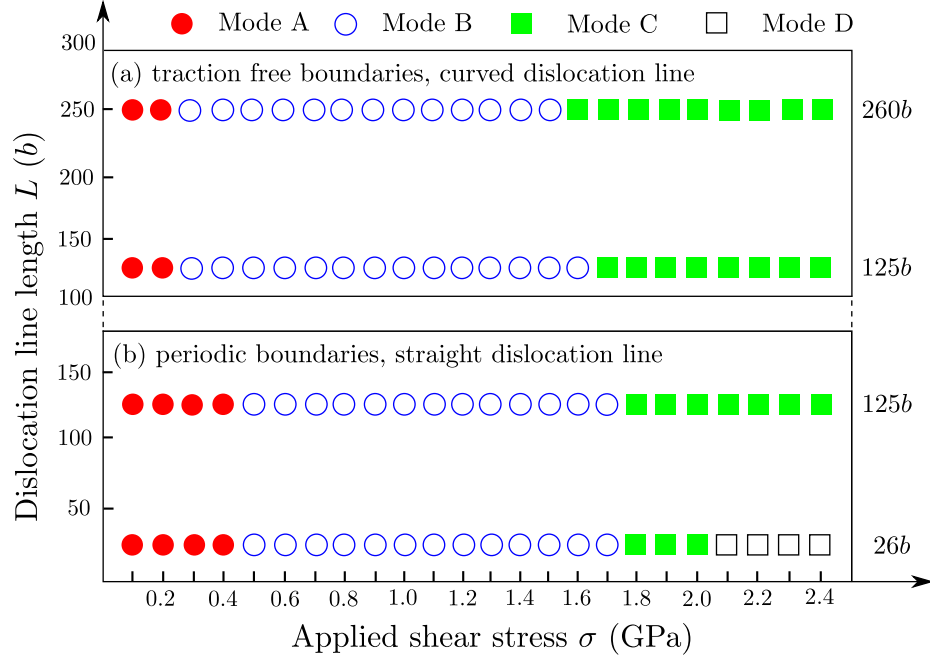 Mode A Mode B Mode C Mode D
300
(a) traction free boundaries, curved dislocation line
250
260b
200
150
125b
100
(b) periodic boundaries, straight dislocation line
150
125b
100
50
26b
0.2 0.4 0.6 0.8 1.0 1.2 1.4 1.6 1.8 2.0 2.2 2.4
Applied shear stress σ (GPa)
Dislocation line length L (b)